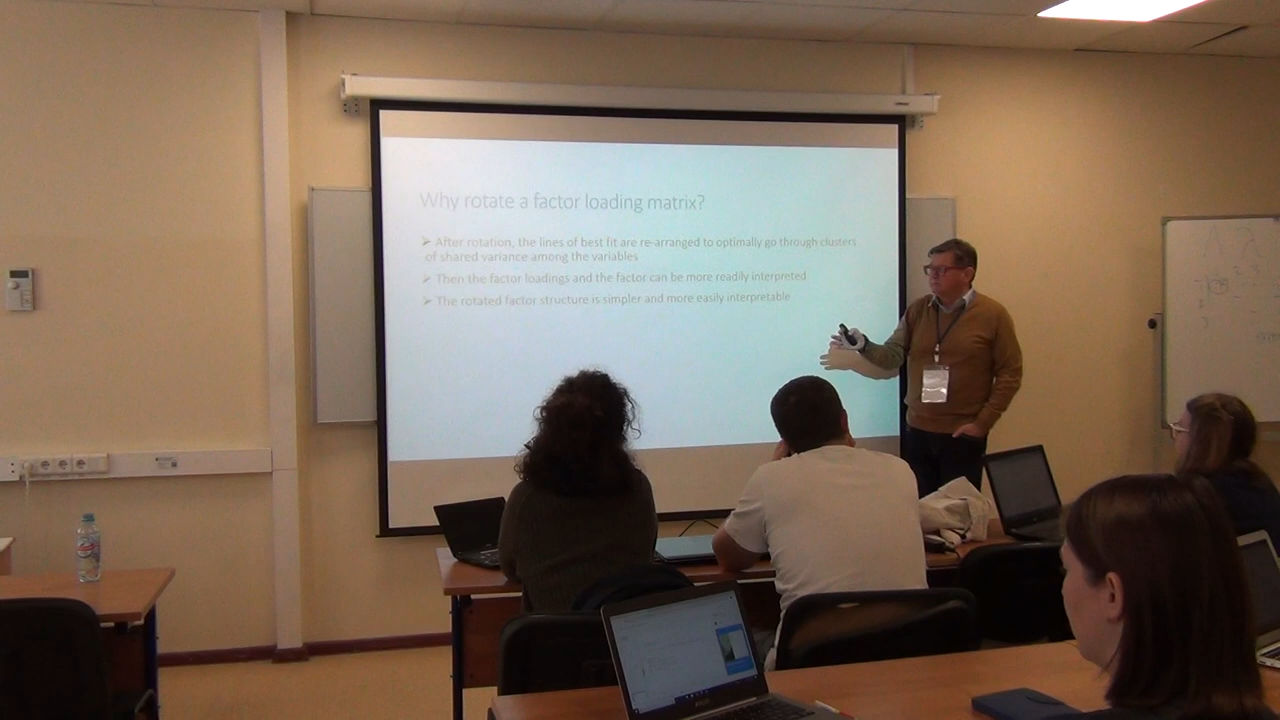 Why rotate a factor loading matrix?
➢ After rotation, the lines of best fit are re-arranged to optimally go through clusters
of shared variance among the variables
➢ Then the factor loadings and the factor can be more readily interpreted
➢ The rotated factor structure is simpler and more easily interpretable